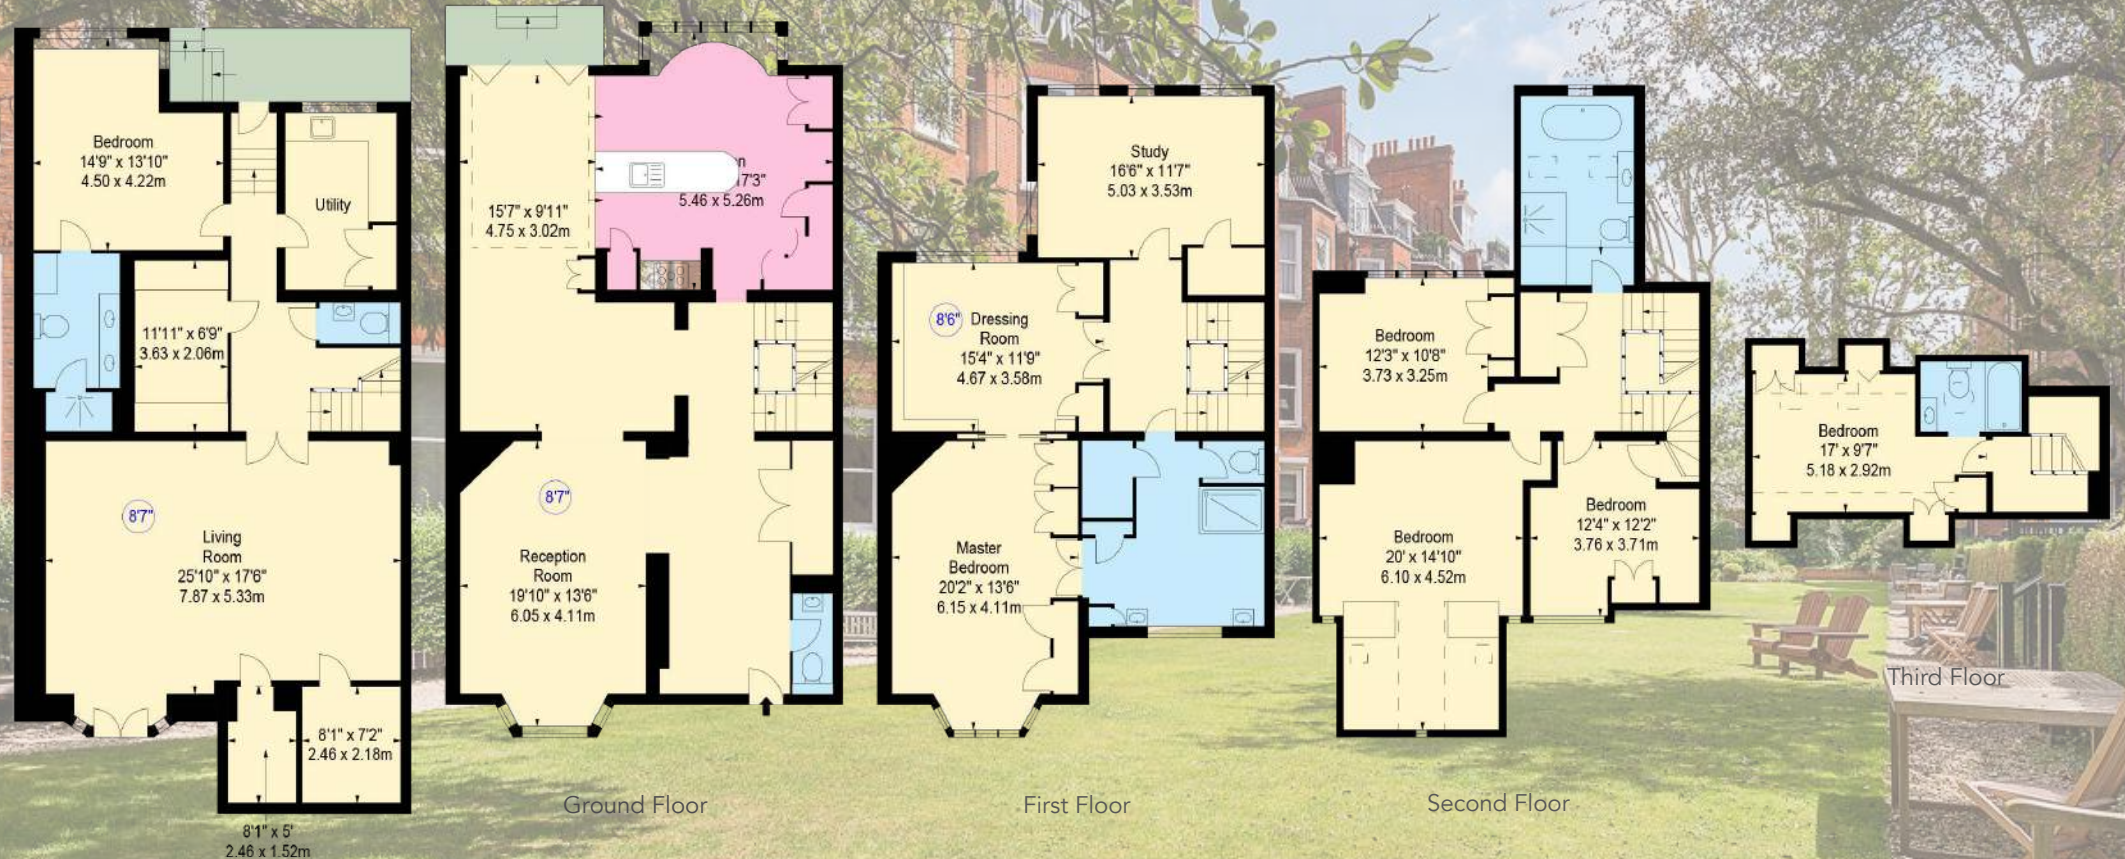 Bedroom
14'9" x 13'10"
4.50 x 4.22m
Utility
11'11" x 6'9"
3.63 x 2.06m
8'7"
Living
Room
25'10" x 17'6"
7.87 x 5.33m
8'1" x 7'2"
2.46 x 2.18m
8'1" x 5'
2.46 x 1.52m
15'7" x 9'11"
4.75 x 3.02m
n
17'3"
5.46 x 5.26m
8'7"
Reception
Room
19'10" x 13'6"
6.05 x 4.11m
Ground Floor
Study
16'6" x 11'7"
5.03 x 3.53m
8'6"
Dressing
Room
15'4" x 11'9"
4.67 x 3.58m
Master
Bedroom
20'2" x 13'6"
6.15 x 4.11m
First Floor
Bedroom
12'3" x 10'8"
3.73 x 3.25m
Bedroom
20' x 14'10"
6.10 x 4.52m
Bedroom
12'4" x 12'2"
3.76 x 3.71m
Second Floor
Bedroom
17' x 9'7"
5.18 x 2.92m
Third Floor